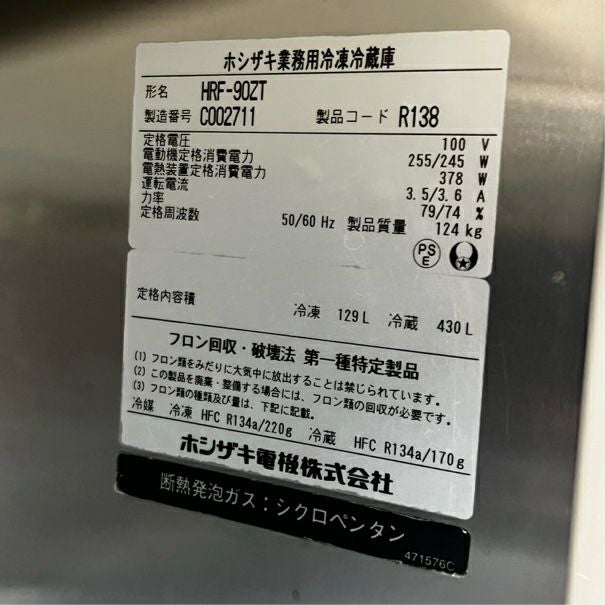 ホシザキ業務用冷凍冷蔵庫
形名 HRF-90ZT
製造番号 C002711 製品コード R138
定格電圧 100 V
電動機定格消費電力 255/245 W
電熱装置定格消費電力 378 W
運転電流 3.5/3.6 A
力率 79/74 %
定格周波数 50/60 Hz 製品質量 124 kg
PS
E
定格内容積 冷凍 129L 冷蔵 430L
フロン回収・破壊法 第一種特定製品
(1) フロン類をみだりに大気中に放出することは禁じられています。
(2) この製品を廃棄・整備する場合には、フロン類の回収が必要です。
(3) フロン類の種類及び量は、下記に記載。
冷媒 冷凍 HFC R134a/220g 冷蔵 HFC R134a/170g
ホシザキ電機株式会社
断熱発泡ガス：シクロペンタン
471576C